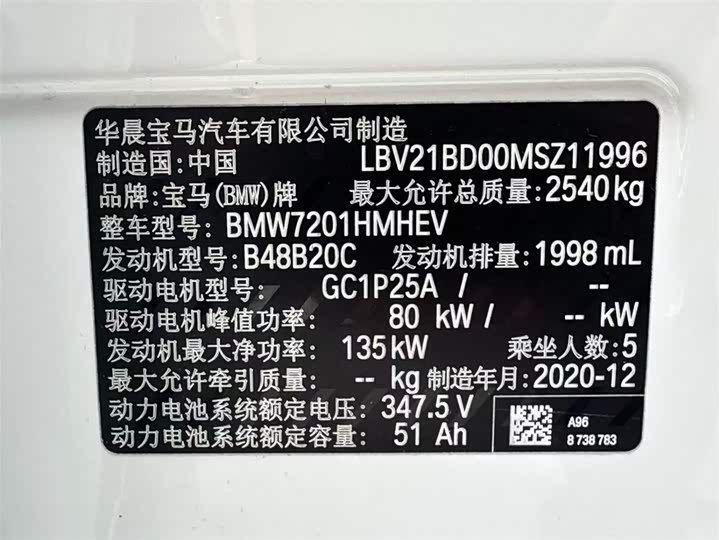 华晨宝马汽车有限公司制造
制造国:中国 LBV21BD00MSZ11996
品牌:宝马(BMW)牌 最大允许总质量:2540kg
整车型号: BMW7201HMHEV
发动机型号:B48B20C 发动机排量:1998 mL
驱动电机型号: GC1P25A / --
驱动电机峰值功率: 80 kW / -- kW
发动机最大净功率: 135kW 乘坐人数:5
最大允许牵引质量: -- kg 制造年月:2020-12
动力电池系统额定电压: 347.5 V
动力电池系统额定容量: 51 Ah
A96
8 738 783